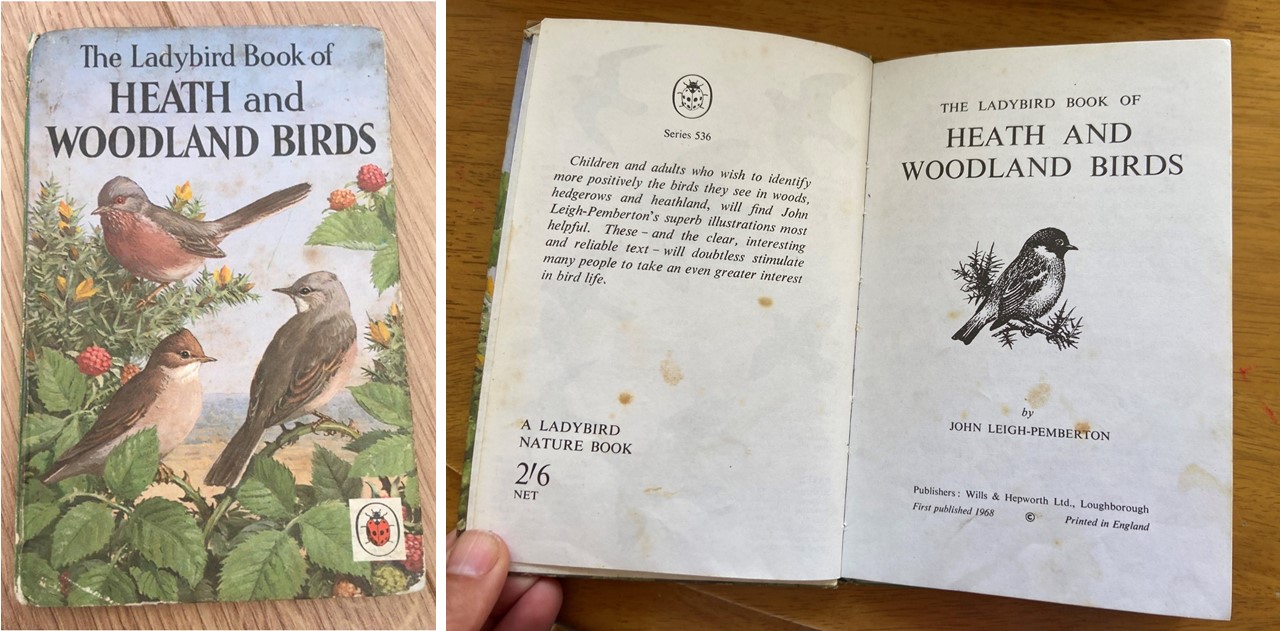 The Ladybird Book of
HEATH and
WOODLAND BIRDS
Series 536
Children and adults who wish to identify
more positively the birds they see in woods,
hedgerows and heathland, will find John
Leigh-Pemberton's superb illustrations most
helpful. These – and the clear, interesting
and reliable text – will doubtless stimulate
many people to take an even greater interest
in bird life.
A LADYBIRD
NATURE BOOK
2/6
NET
THE LADYBIRD BOOK OF
HEATH AND
WOODLAND BIRDS
by
JOHN LEIGH-PEMBERTON
Publishers: Wills & Hepworth Ltd., Loughborough
First published 1968 © Printed in England